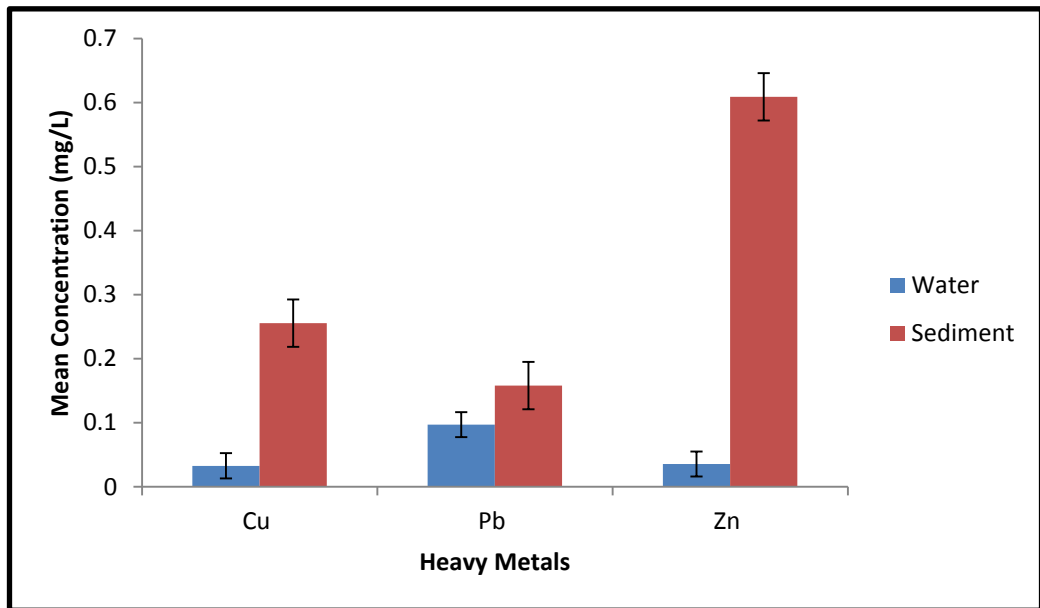 Mean Concentration (mg/L)
0.7
0.6
0.5
0.4
0.3
0.2
0.1
0
Cu Pb Zn
Heavy Metals
Water
Sediment